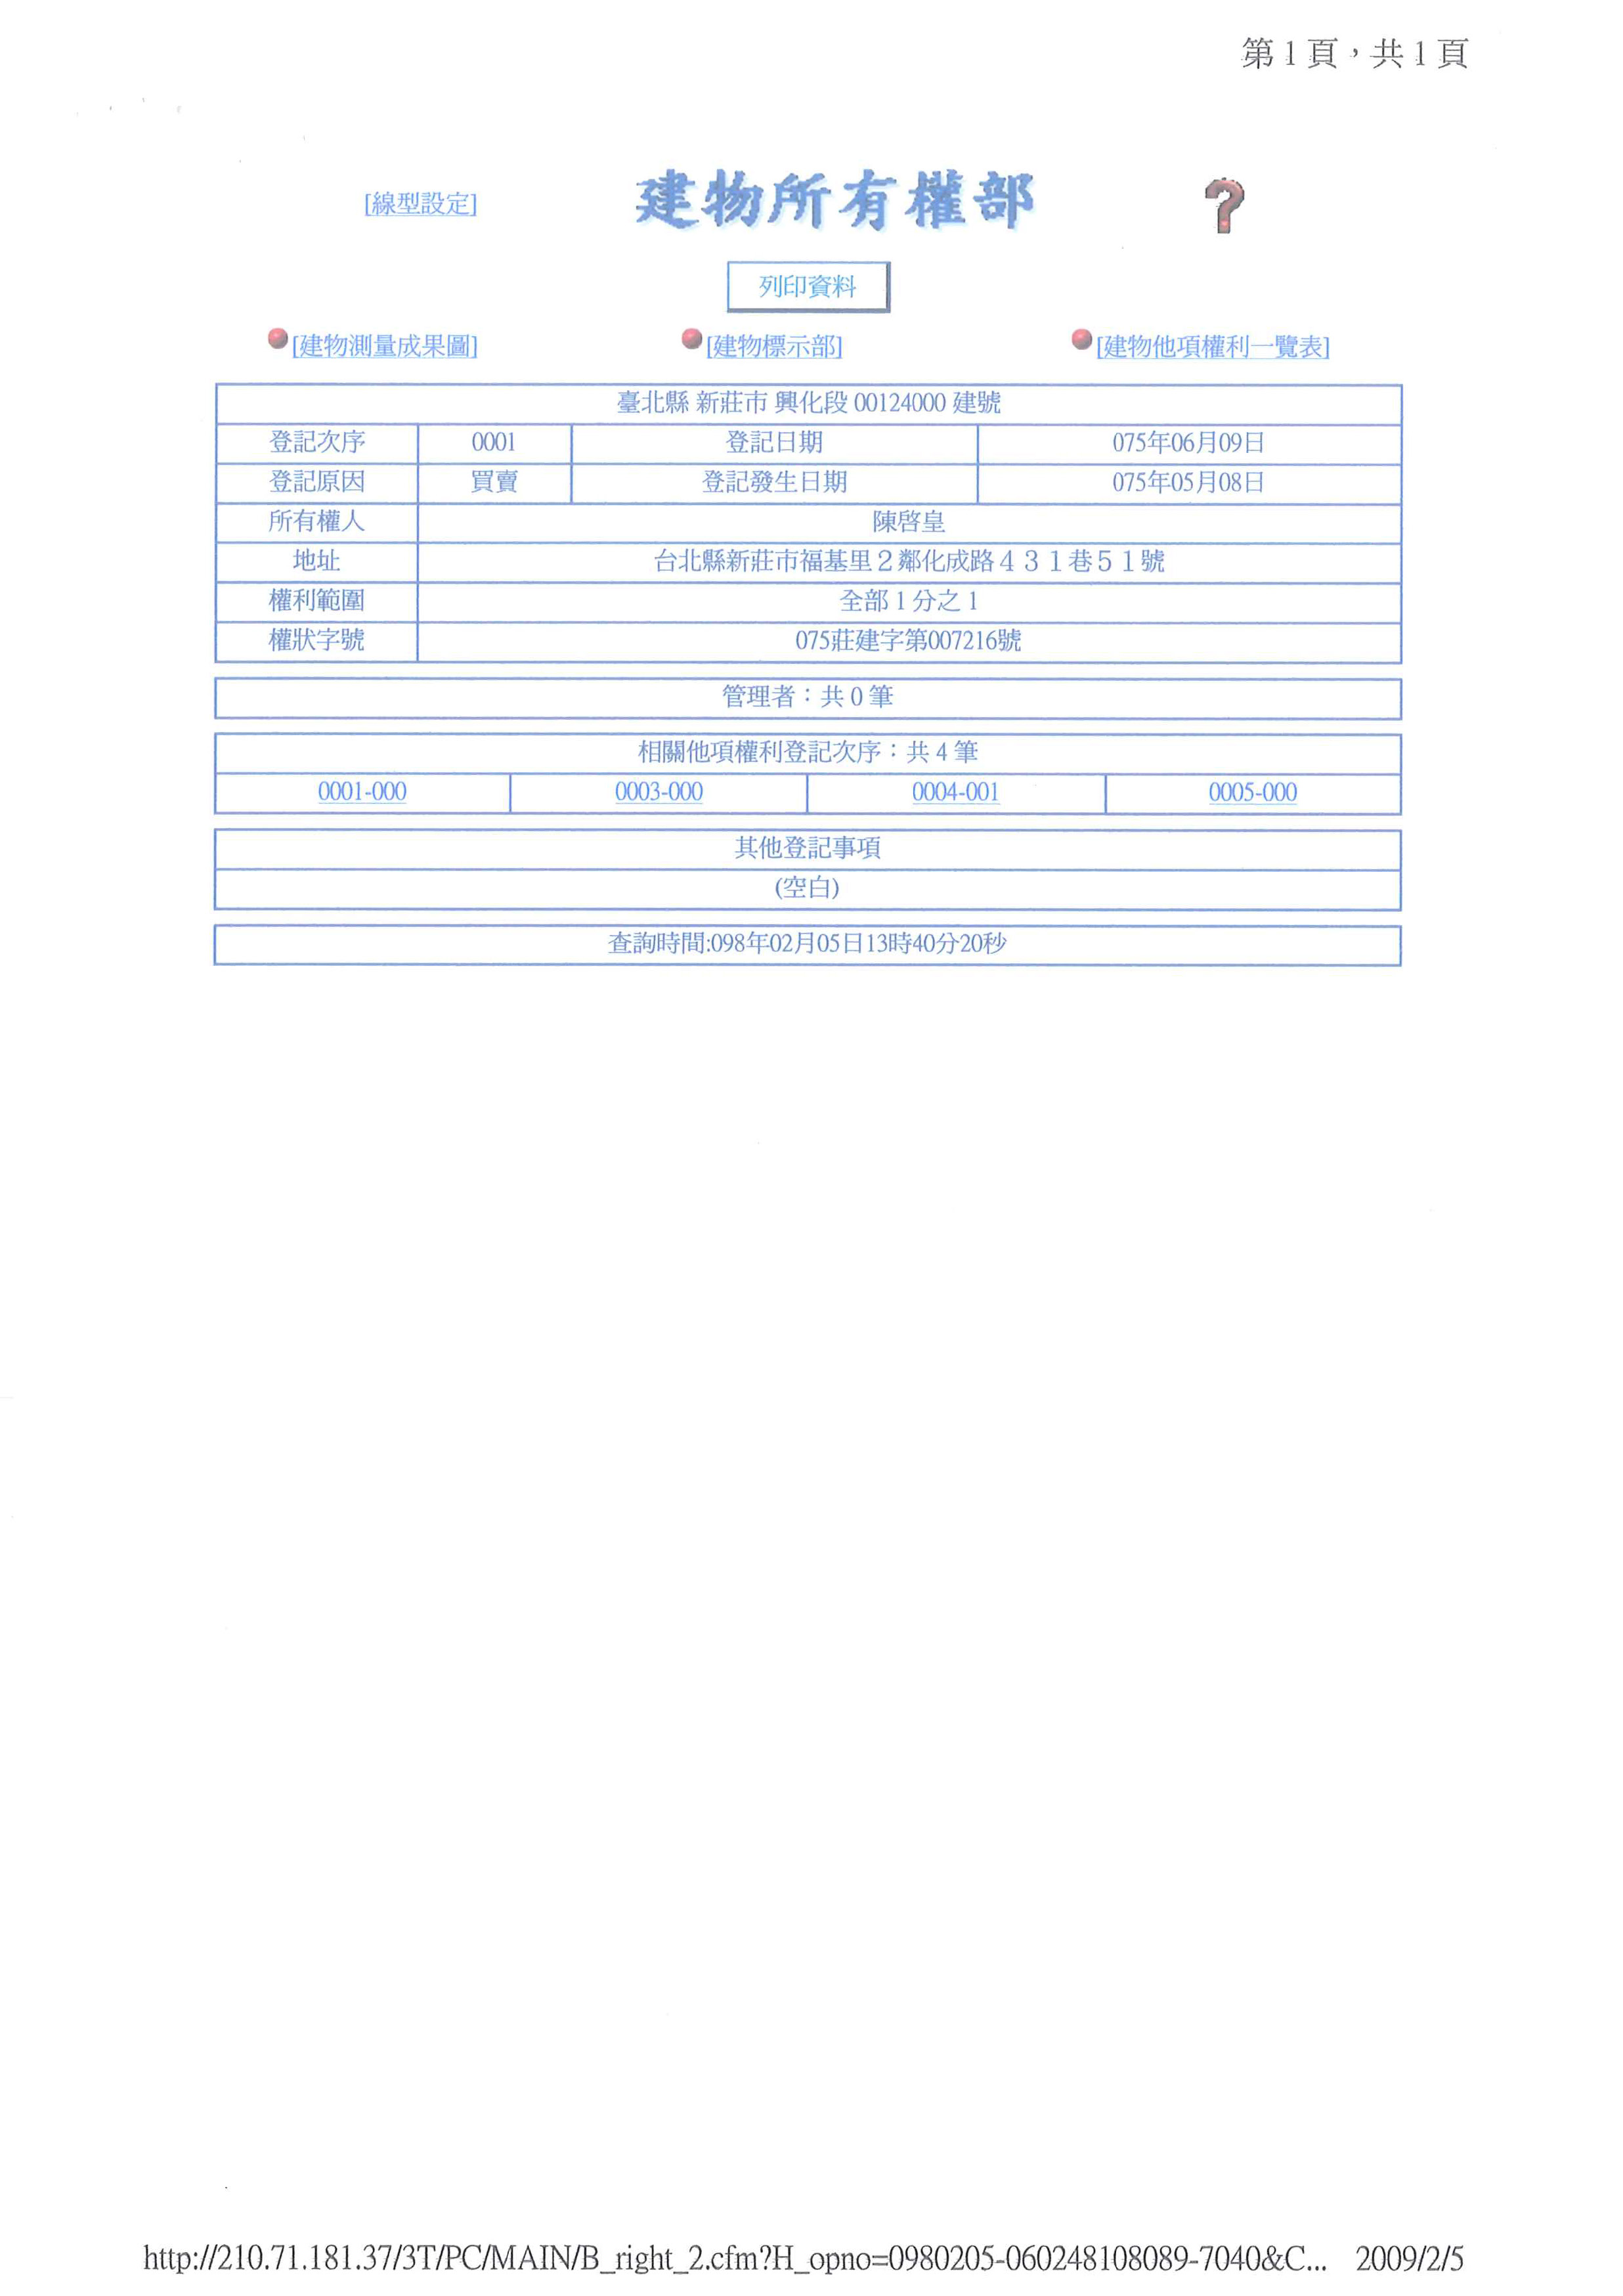 第1頁，共1頁
[線型設定] 建物所有權部
列印資料
[建物測量成果圖] [建物標示部] [建物他項權利一覽表]
臺北縣 新莊市 興化段 00124000 建號
登記次序 0001 登記日期 075年06月09日
登記原因 買賣 登記發生日期 075年05月08日
所有權人 陳啓皇
地址 台北縣新莊市福基里２鄰化成路４３１巷５１號
權利範圍 全部 1 分之 1
權狀字號 075莊建字第007216號
管理者：共 0 筆
相關他項權利登記次序：共 4 筆
0001-000 0003-000 0004-001 0005-000
其他登記事項
(空白)
查詢時間:098年02月05日13時40分20秒
http://210.71.181.37/3T/PC/MAIN/B_right_2.cfm?H_opno=0980205-060248108089-7040&C... 2009/2/5